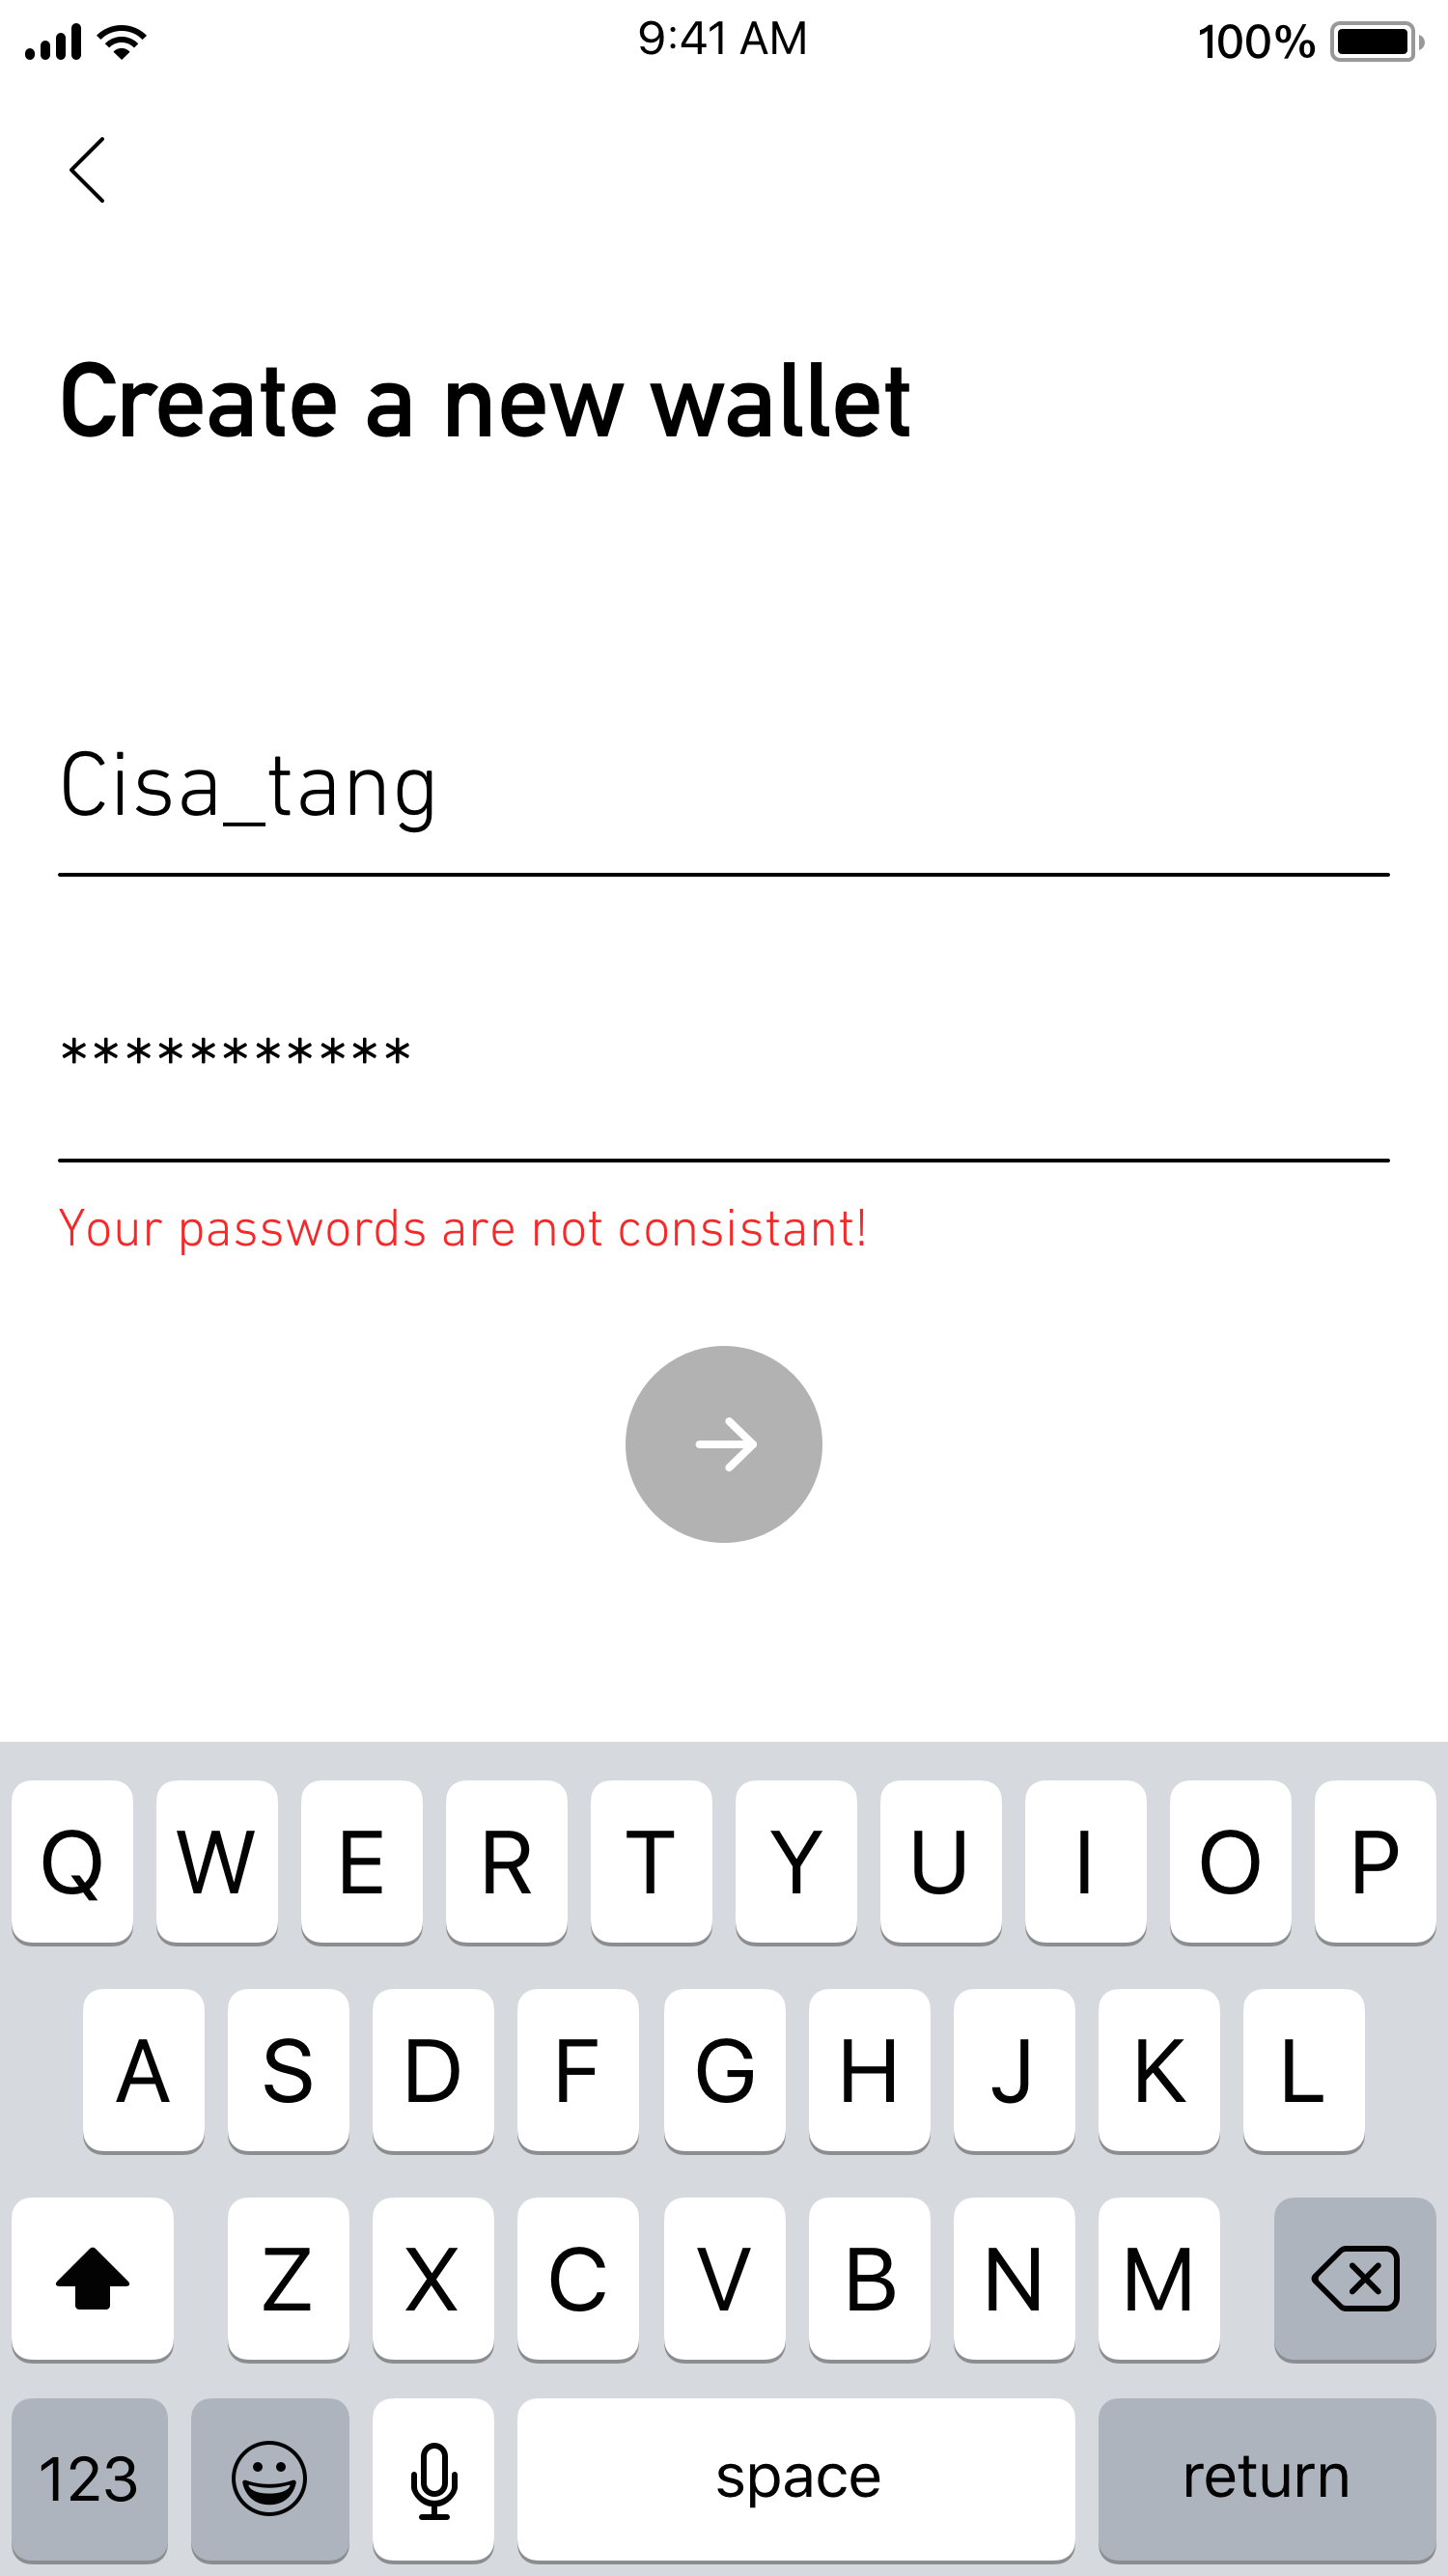 9:41 AM
100%
Create a new wallet
Cisa_tang
***********
Your passwords are not consistant!
Q W E R T Y U I O P
A S D F G H J K L
Z X C V B N M
123 space return